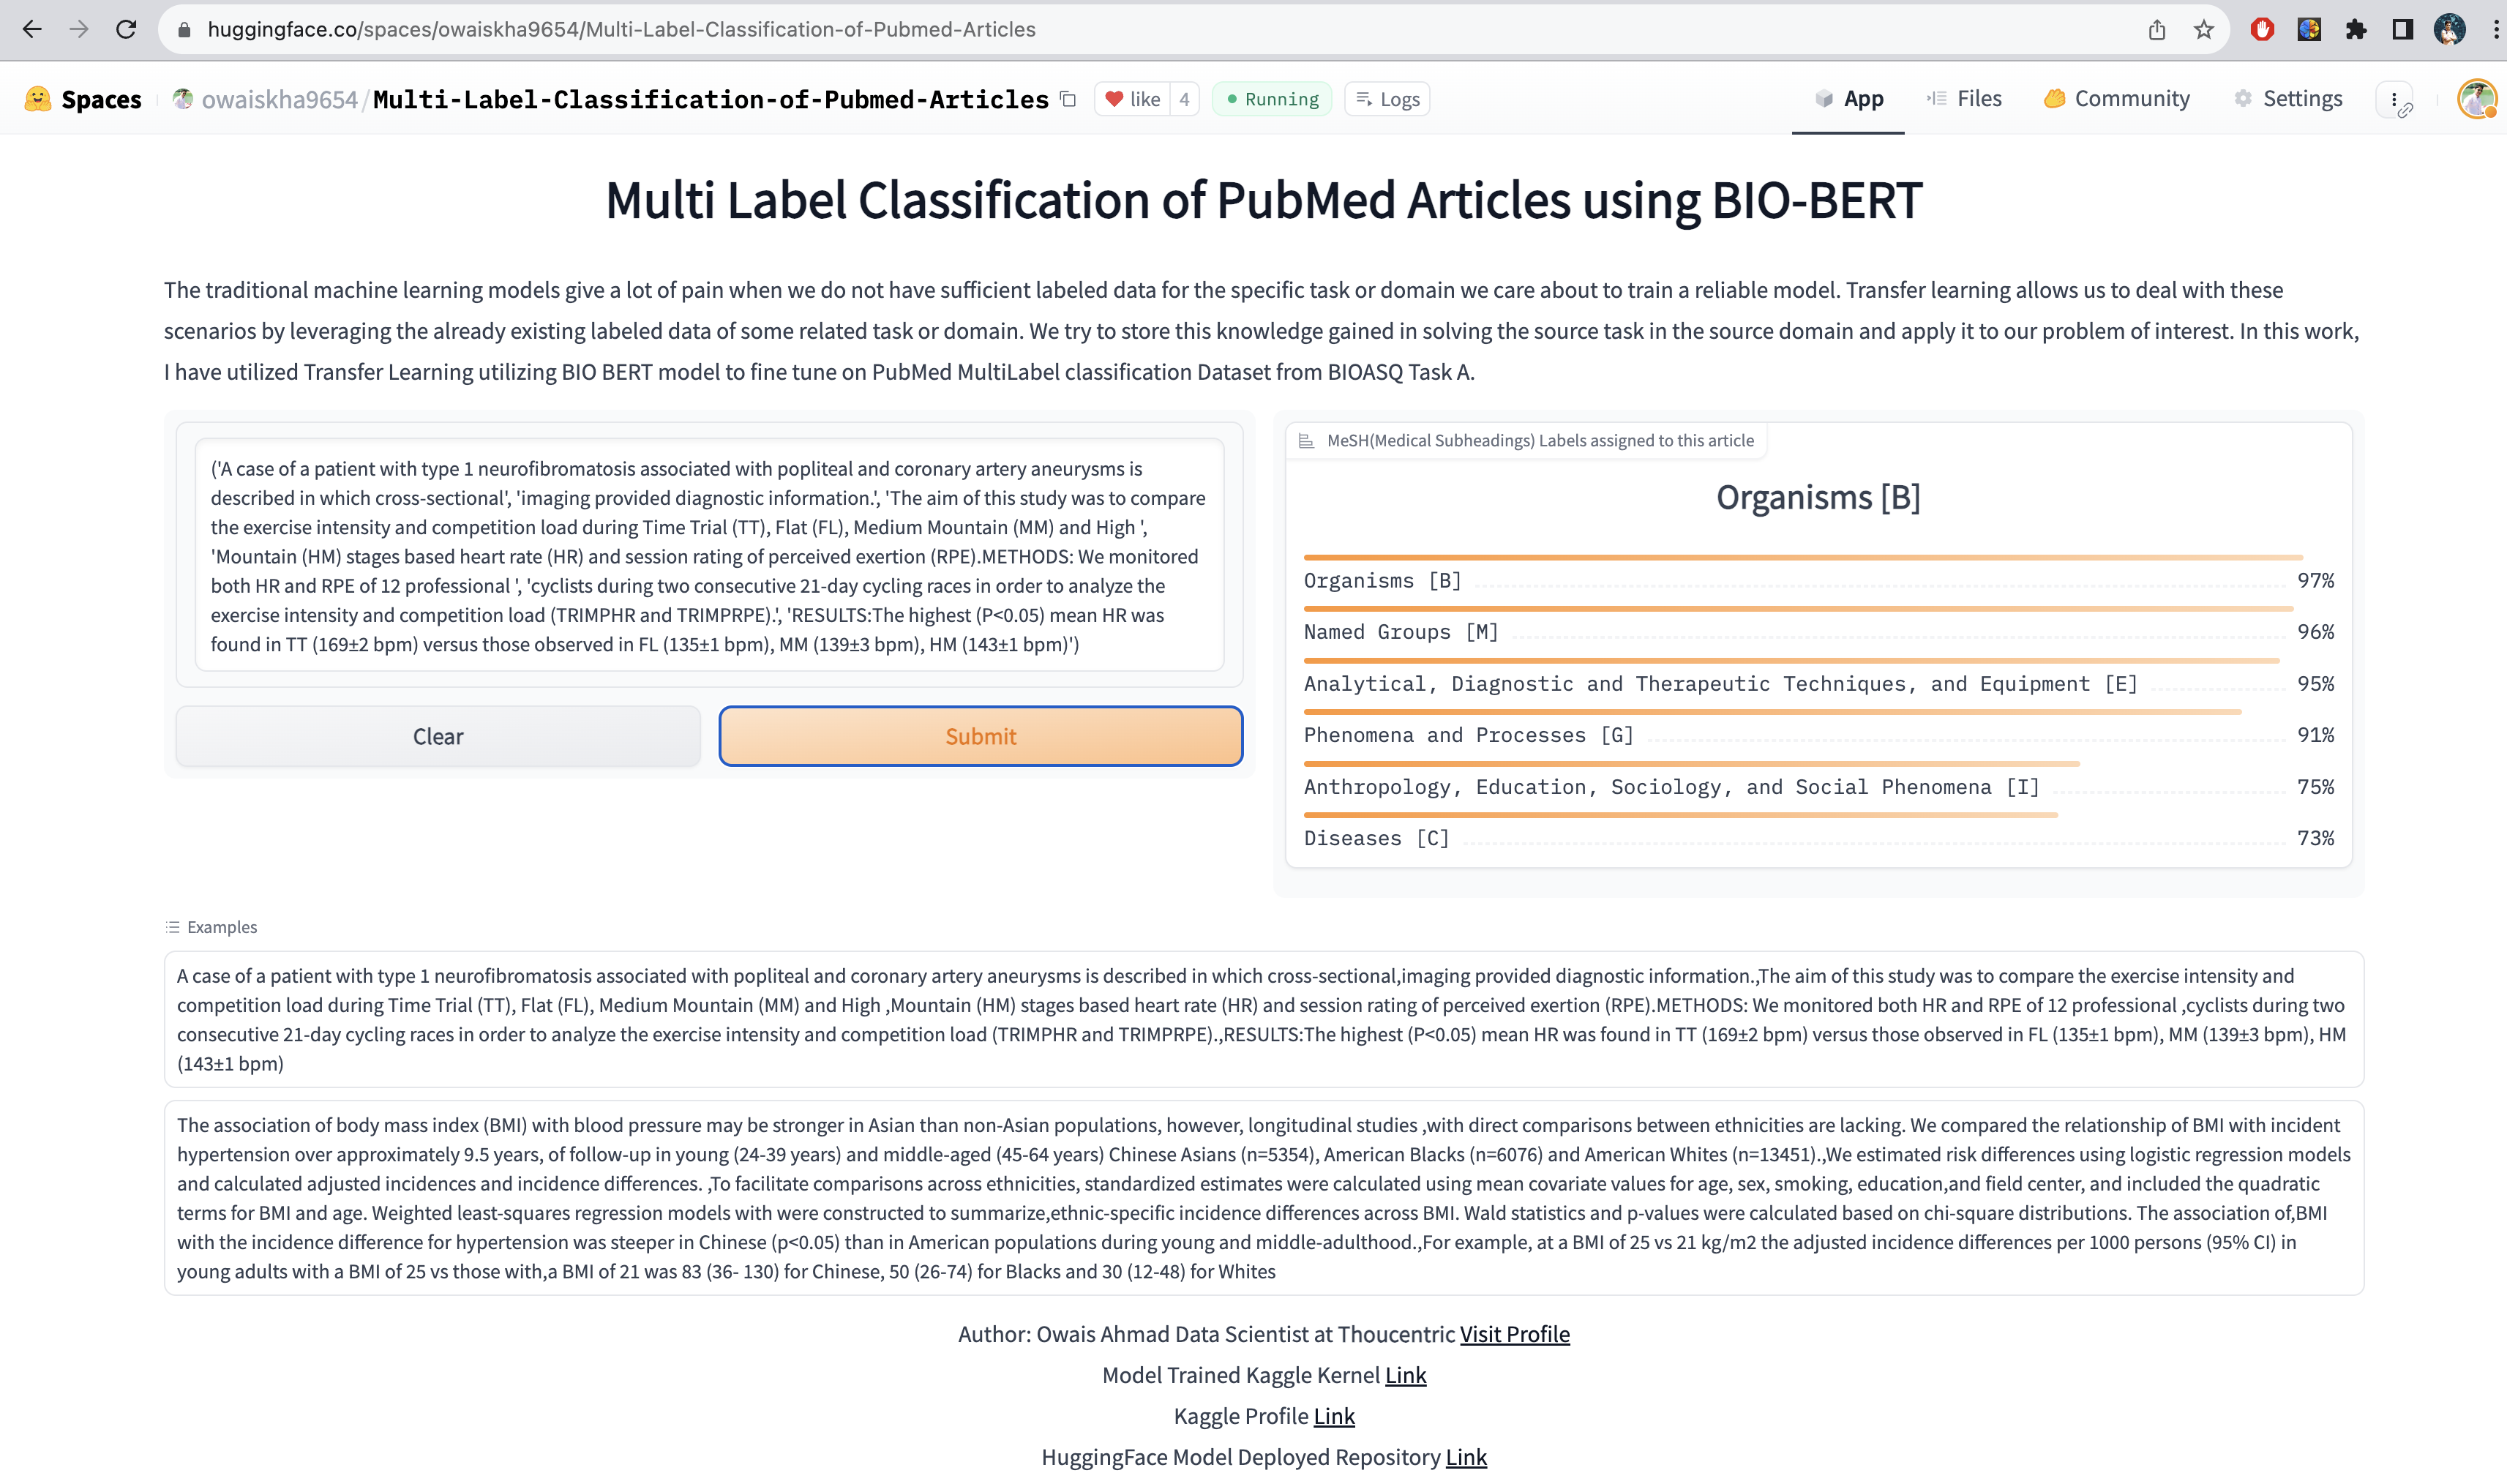 huggingface.co/spaces/owaiskha9654/Multi-Label-Classification-of-Pubmed-Articles
Spaces owaiskha9654/Multi-Label-Classification-of-Pubmed-Articles like 4 Running Logs App Files Community Settings
Multi Label Classification of PubMed Articles using BIO-BERT
The traditional machine learning models give a lot of pain when we do not have sufficient labeled data for the specific task or domain we care about to train a reliable model. Transfer learning allows us to deal with these
scenarios by leveraging the already existing labeled data of some related task or domain. We try to store this knowledge gained in solving the source task in the source domain and apply it to our problem of interest. In this work,
I have utilized Transfer Learning utilizing BIO BERT model to fine tune on PubMed MultiLabel classification Dataset from BIOASQ Task A.
('A case of a patient with type 1 neurofibromatosis associated with popliteal and coronary artery aneurysms is
described in which cross-sectional', 'imaging provided diagnostic information.', 'The aim of this study was to compare
the exercise intensity and competition load during Time Trial (TT), Flat (FL), Medium Mountain (MM) and High ',
'Mountain (HM) stages based heart rate (HR) and session rating of perceived exertion (RPE).METHODS: We monitored
both HR and RPE of 12 professional ', 'cyclists during two consecutive 21-day cycling races in order to analyze the
exercise intensity and competition load (TRIMPHR and TRIMPRPE).', 'RESULTS:The highest (P<0.05) mean HR was
found in TT (169±2 bpm) versus those observed in FL (135±1 bpm), MM (139±3 bpm), HM (143±1 bpm)')
Clear
Submit
MeSH(Medical Subheadings) Labels assigned to this article
Organisms [B]
Organisms [B] 97%
Named Groups [M] 96%
Analytical, Diagnostic and Therapeutic Techniques, and Equipment [E] 95%
Phenomena and Processes [G] 91%
Anthropology, Education, Sociology, and Social Phenomena [I] 75%
Diseases [C] 73%
Examples
A case of a patient with type 1 neurofibromatosis associated with popliteal and coronary artery aneurysms is described in which cross-sectional,imaging provided diagnostic information.,The aim of this study was to compare the exercise intensity and
competition load during Time Trial (TT), Flat (FL), Medium Mountain (MM) and High ,Mountain (HM) stages based heart rate (HR) and session rating of perceived exertion (RPE).METHODS: We monitored both HR and RPE of 12 professional ,cyclists during two
consecutive 21-day cycling races in order to analyze the exercise intensity and competition load (TRIMPHR and TRIMPRPE).,RESULTS:The highest (P<0.05) mean HR was found in TT (169±2 bpm) versus those observed in FL (135±1 bpm), MM (139±3 bpm), HM
(143±1 bpm)
The association of body mass index (BMI) with blood pressure may be stronger in Asian than non-Asian populations, however, longitudinal studies ,with direct comparisons between ethnicities are lacking. We compared the relationship of BMI with incident
hypertension over approximately 9.5 years, of follow-up in young (24-39 years) and middle-aged (45-64 years) Chinese Asians (n=5354), American Blacks (n=6076) and American Whites (n=13451).,We estimated risk differences using logistic regression models
and calculated adjusted incidences and incidence differences. ,To facilitate comparisons across ethnicities, standardized estimates were calculated using mean covariate values for age, sex, smoking, education,and field center, and included the quadratic
terms for BMI and age. Weighted least-squares regression models with were constructed to summarize,ethnic-specific incidence differences across BMI. Wald statistics and p-values were calculated based on chi-square distributions. The association of,BMI
with the incidence difference for hypertension was steeper in Chinese (p<0.05) than in American populations during young and middle-adulthood.,For example, at a BMI of 25 vs 21 kg/m2 the adjusted incidence differences per 1000 persons (95% CI) in
young adults with a BMI of 25 vs those with,a BMI of 21 was 83 (36- 130) for Chinese, 50 (26-74) for Blacks and 30 (12-48) for Whites
Author: Owais Ahmad Data Scientist at Thoucentric Visit Profile
Model Trained Kaggle Kernel Link
Kaggle Profile Link
HuggingFace Model Deployed Repository Link